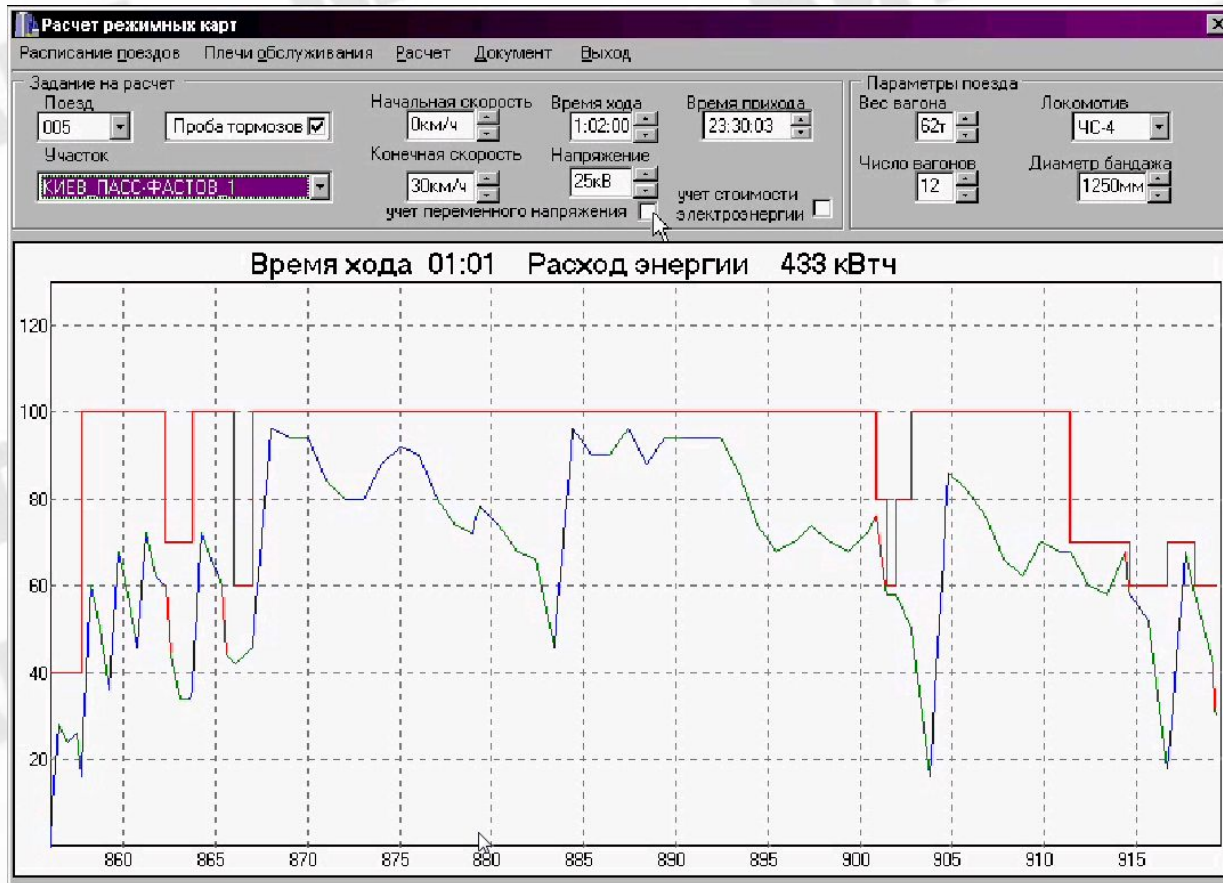 Расчет режимных карт
Расписание поездов Плечи обслуживания Расчет Документ Выход
Задание на расчет
Поезд
005
Проба тормозов
Участок
КИЕВ_ПАСС-ФАСТОВ_1
Начальная скорость
0км/ч
Конечная скорость
30км/ч
Время хода
1:02:00
Напряжение
25кВ
учет переменного напряжения
Время прихода
23:30:03
учет стоимости
электроэнергии
Параметры поезда
Вес вагона
62т
Локомотив
ЧС-4
Число вагонов
12
Диаметр бандажа
1250мм
Время хода 01:01 Расход энергии 433 кВтч
120
100
80
60
40
20
860 865 870 875 880 885 890 895 900 905 910 915